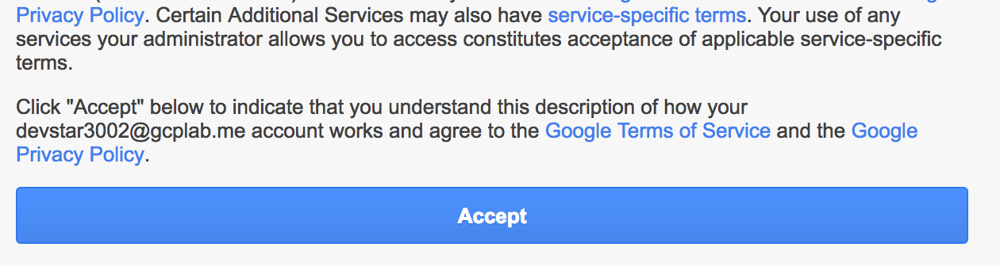 Privacy Policy. Certain Additional Services may also have service-specific terms. Your use of any
services your administrator allows you to access constitutes acceptance of applicable service-specific
terms.
Click "Accept" below to indicate that you understand this description of how your
devstar3002@gcplab.me account works and agree to the Google Terms of Service and the Google
Privacy Policy.
Accept